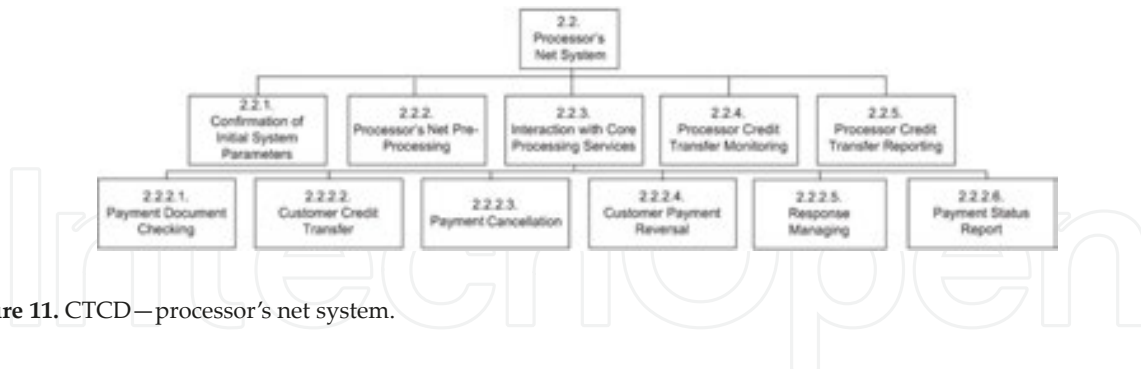 2.2.
Processor's
Net System
2.2.1.
Confirmation of
Initial System
Parameters
2.2.2.
Processor's Net Pre-
Processing
2.2.3.
Interaction with Core
Processing Services
2.2.4.
Processor Credit
Transfer Monitoring
2.2.5.
Processor Credit
Transfer Reporting
2.2.2.1.
Payment Document
Checking
2.2.2.2.
Customer Credit
Transfer
2.2.2.3.
Payment Cancellation
2.2.2.4.
Customer Payment
Reversal
2.2.2.5.
Response
Managing
2.2.2.6.
Payment Status
Report
IntechOpen
ure 11. CTCD—processor's net system.